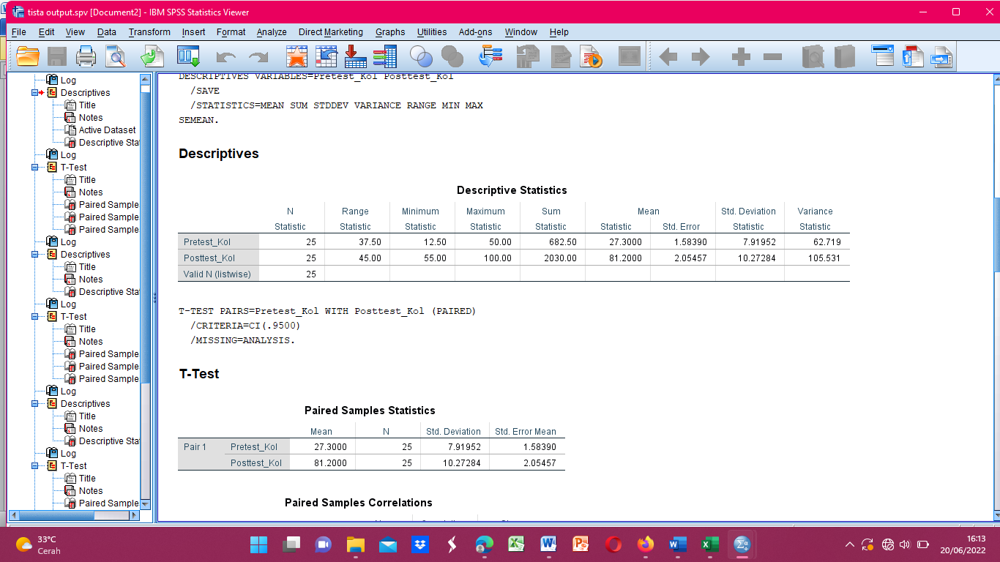 tista output.spv [Document2] - IBM SPSS Statistics Viewer
File Edit View Data Transform Insert Format Analyze Direct Marketing Graphs Utilities Add-ons Window Help
Log
Descriptives
Title
Notes
Active Dataset
Descriptive Stat
Log
T-Test
Title
Notes
Paired Sample
Paired Sample
Paired Sample
Log
Descriptives
Title
Notes
Descriptive Stat
Log
T-Test
Title
Notes
Paired Sample
Paired Sample
Paired Sample
Log
Descriptives
Title
Notes
Descriptive Stat
Log
T-Test
Title
Notes
Paired Sample
DESCRIPTIVES VARIABLES=Pretest_Kol Posttest_Kol
/SAVE
/STATISTICS=MEAN SUM STDDEV VARIANCE RANGE MIN MAX
SEMEAN.
Descriptives
Descriptive Statistics
N Range Minimum Maximum Sum Mean Std. Deviation Variance
Statistic Statistic Statistic Statistic Statistic Statistic Std. Error Statistic Statistic
Pretest_Kol 25 37.50 12.50 50.00 682.50 27.3000 1.58390 7.91952 62.719
Posttest_Kol 25 45.00 55.00 100.00 2030.00 81.2000 2.05457 10.27284 105.531
Valid N (listwise) 25
T-TEST PAIRS=Pretest_Kol WITH Posttest_Kol (PAIRED)
/CRITERIA=CI(.9500)
/MISSING=ANALYSIS.
T-Test
Paired Samples Statistics
Mean N Std. Deviation Std. Error Mean
Pair 1 Pretest_Kol 27.3000 25 7.91952 1.58390
Posttest_Kol 81.2000 25 10.27284 2.05457
Paired Samples Correlations
33°C
Cerah
16:13
20/06/2022